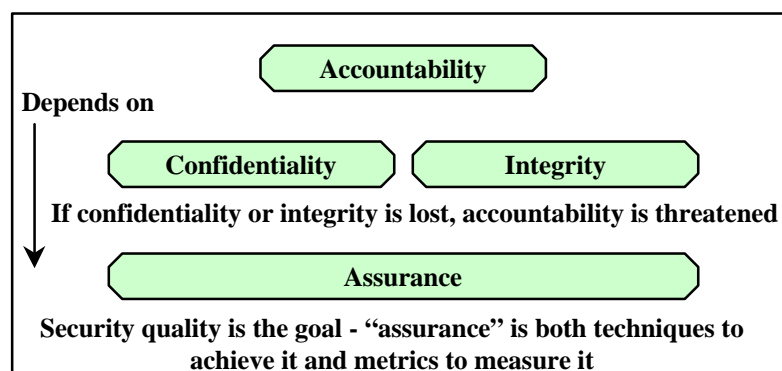 Accountability
Depends on
Confidentiality
Integrity
If confidentiality or integrity is lost, accountability is threatened
Assurance
Security quality is the goal - “assurance” is both techniques to
achieve it and metrics to measure it